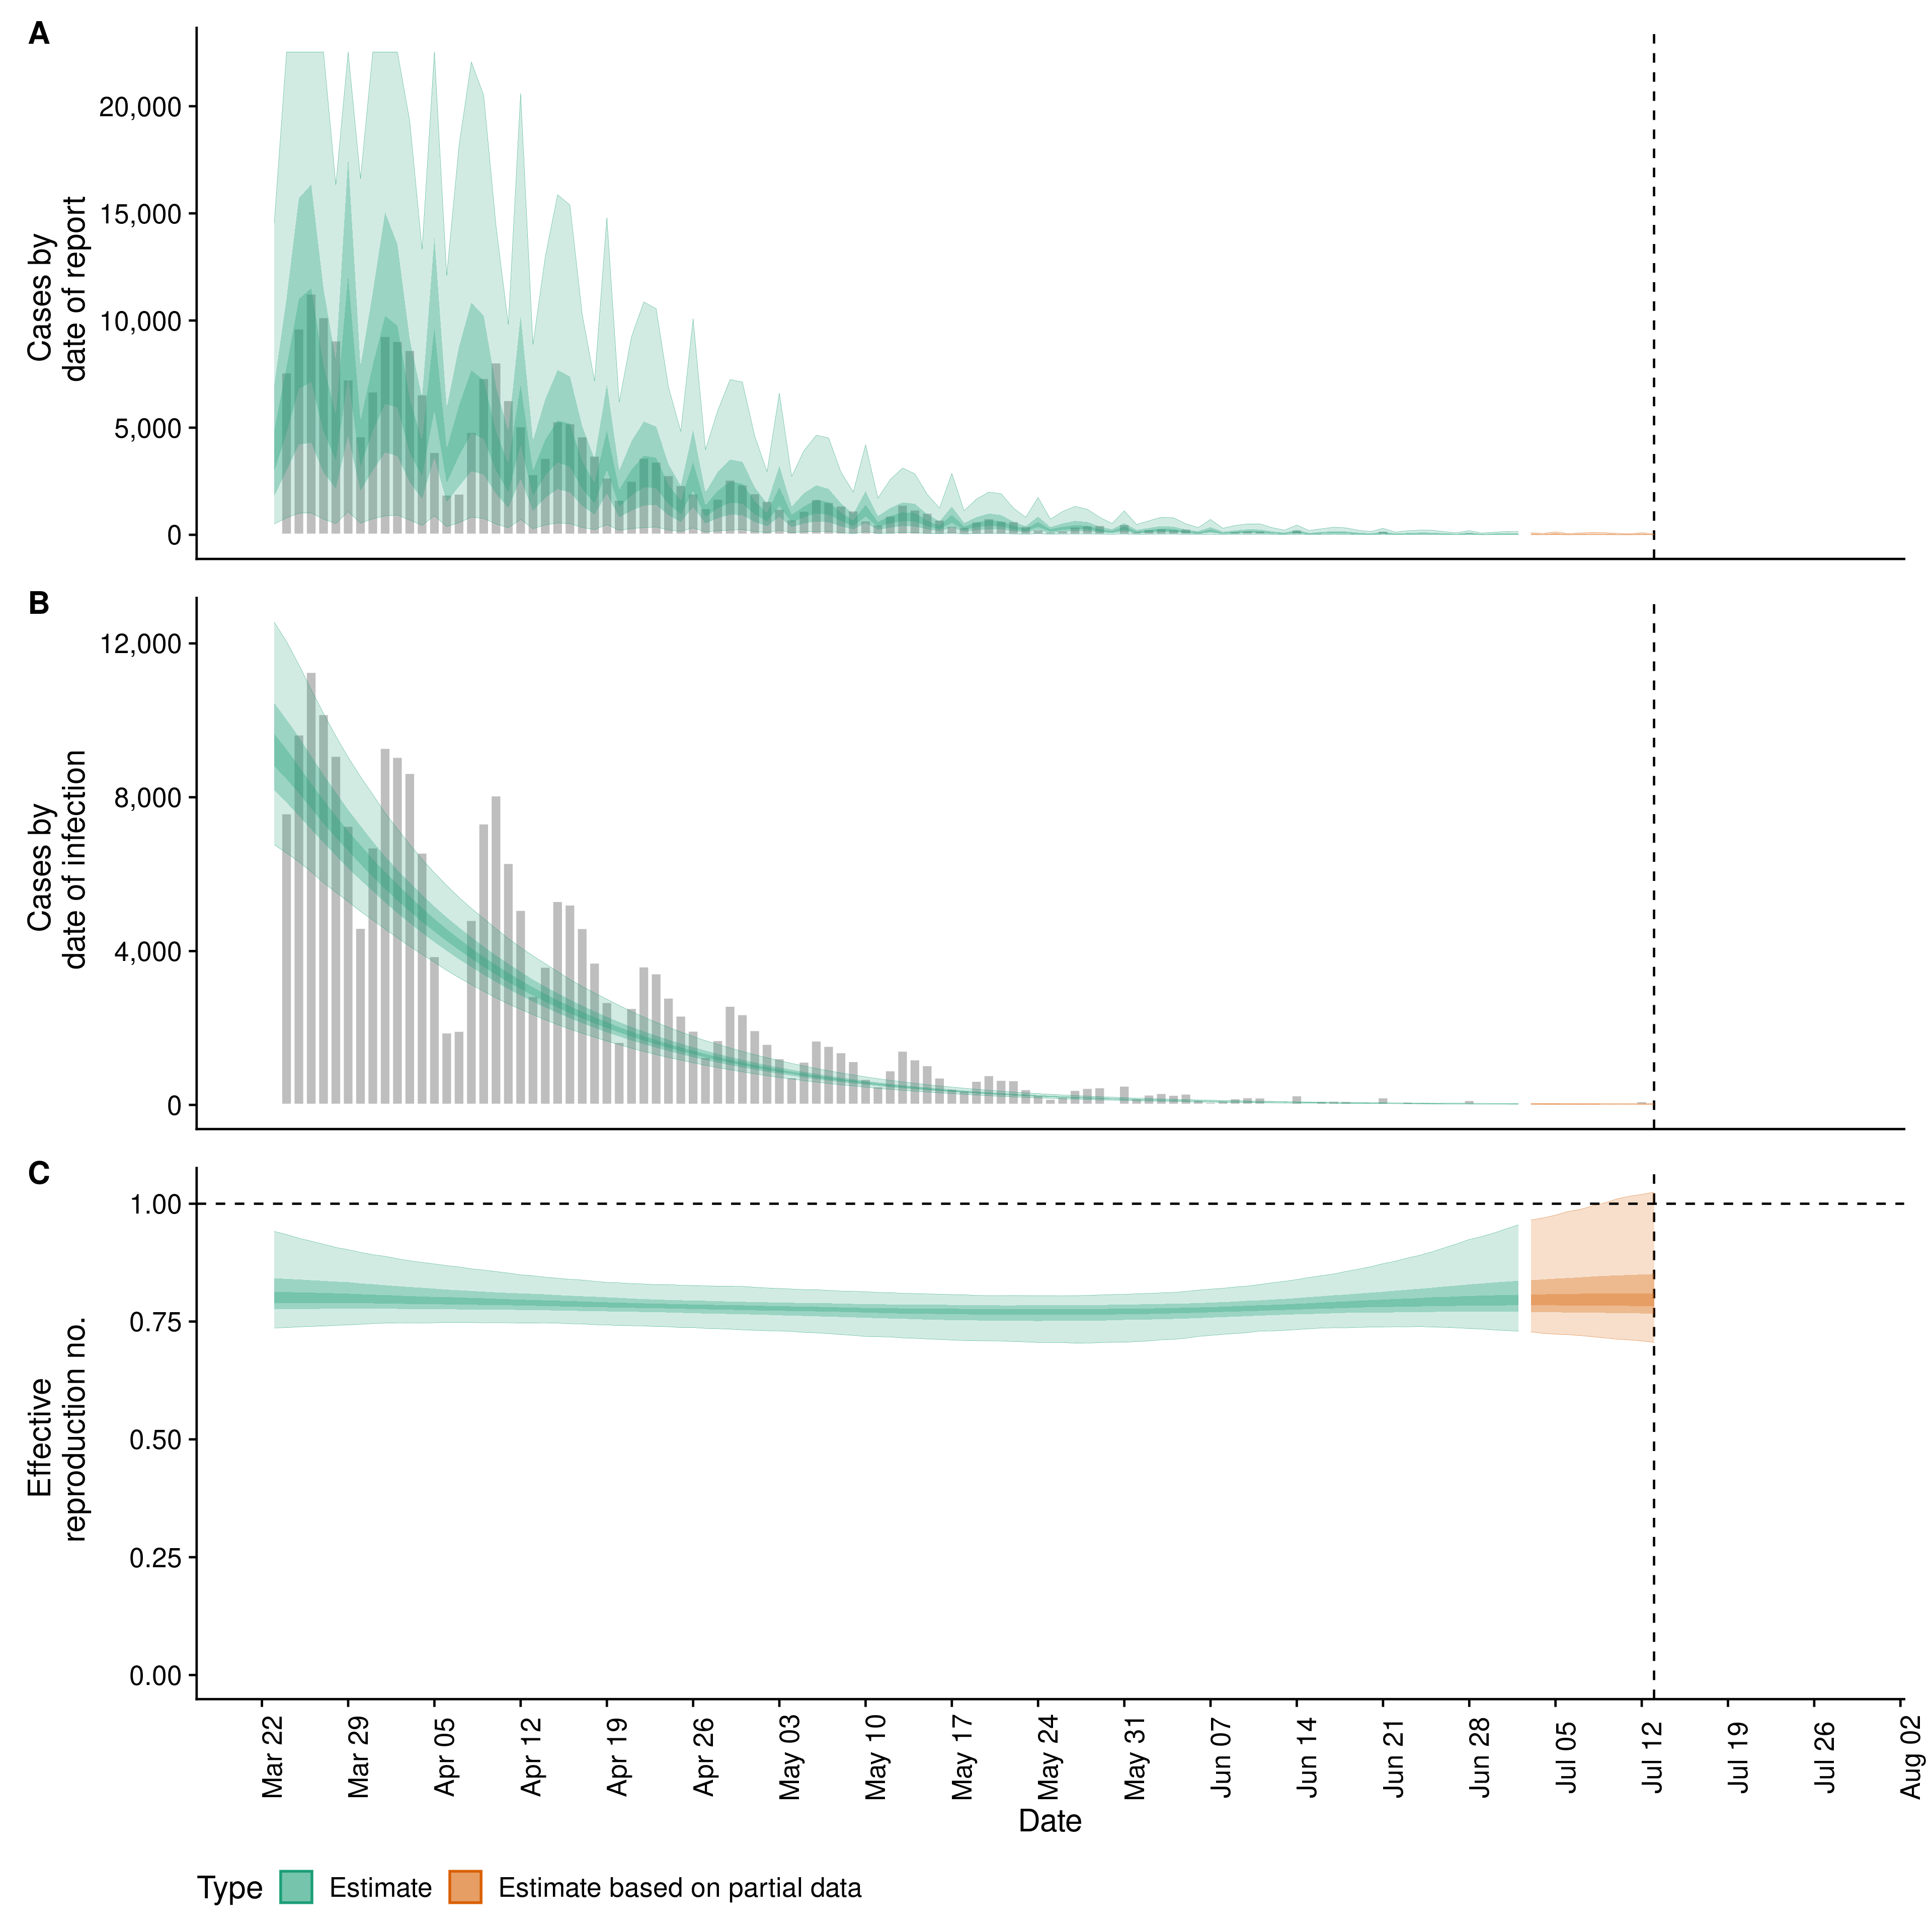 A
20,000
15,000
10,000
5,000
0
Cases by
date of report
B
12,000
8,000
4,000
0
Cases by
date of infection
C
1.00
0.75
0.50
0.25
0.00
Effective
reproduction no.
Mar 22
Mar 29
Apr 05
Apr 12
Apr 19
Apr 26
May 03
May 10
May 17
May 24
May 31
Jun 07
Jun 14
Jun 21
Jun 28
Jul 05
Jul 12
Jul 19
Jul 26
Aug 02
Date
Type Estimate Estimate based on partial data